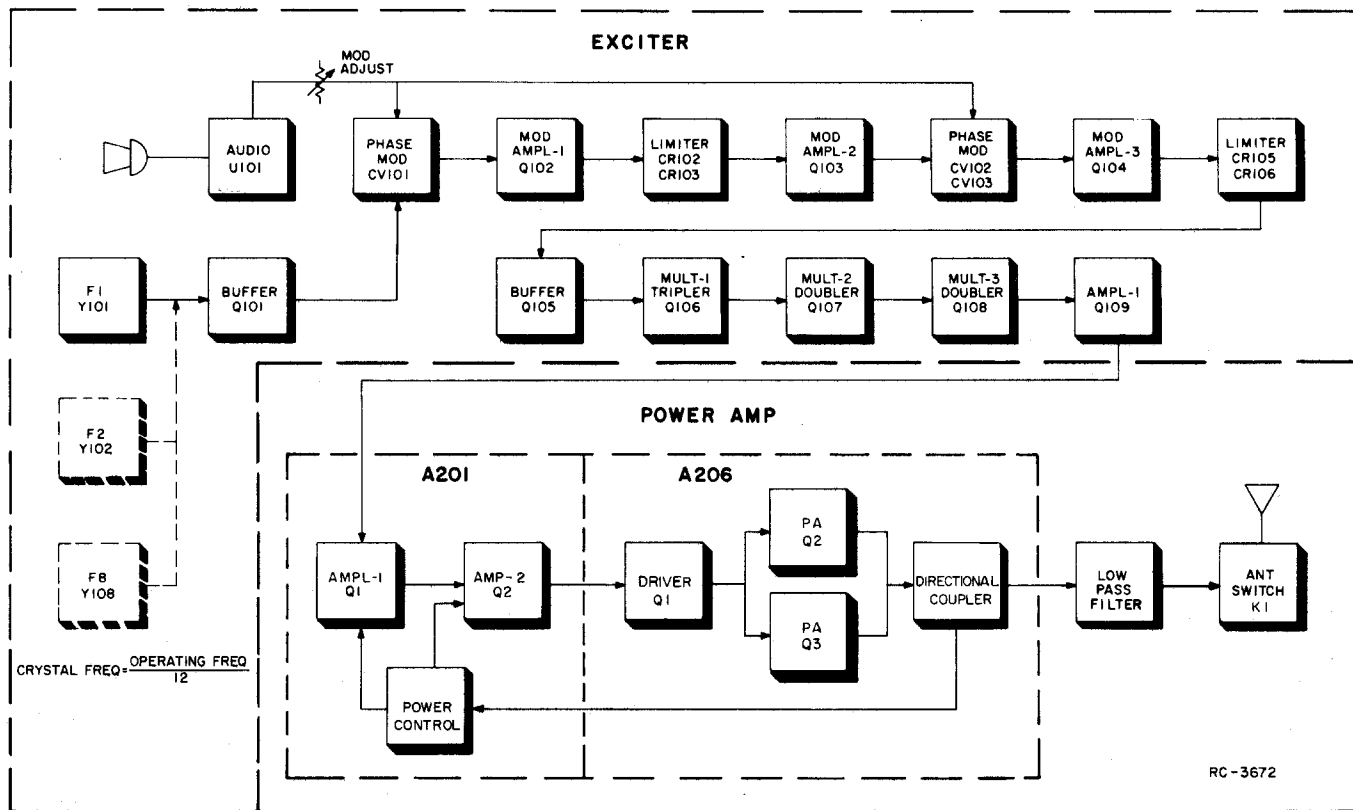 EXCITER
MOD
ADJUST
AUDIO
U101
PHASE
MOD
CV101
MOD
AMPL-1
Q102
LIMITER
CR102
CR103
MOD
AMPL-2
Q103
PHASE
MOD
CV102
CV103
MOD
AMPL-3
Q104
LIMITER
CR105
CR106
F1
Y101
BUFFER
Q101
BUFFER
Q105
MULT-1
TRIPLER
Q106
MULT-2
DOUBLER
Q107
MULT-3
DOUBLER
Q108
AMPL-1
Q109
F2
Y102
F8
Y108
CRYSTAL FREQ=OPERATING FREQ
12
POWER AMP
A201
A206
AMPL-1
Q1
AMP-2
Q2
POWER
CONTROL
DRIVER
Q1
PA
Q2
PA
Q3
DIRECTIONAL
COUPLER
LOW
PASS
FILTER
ANT
SWITCH
K1
RC-3672